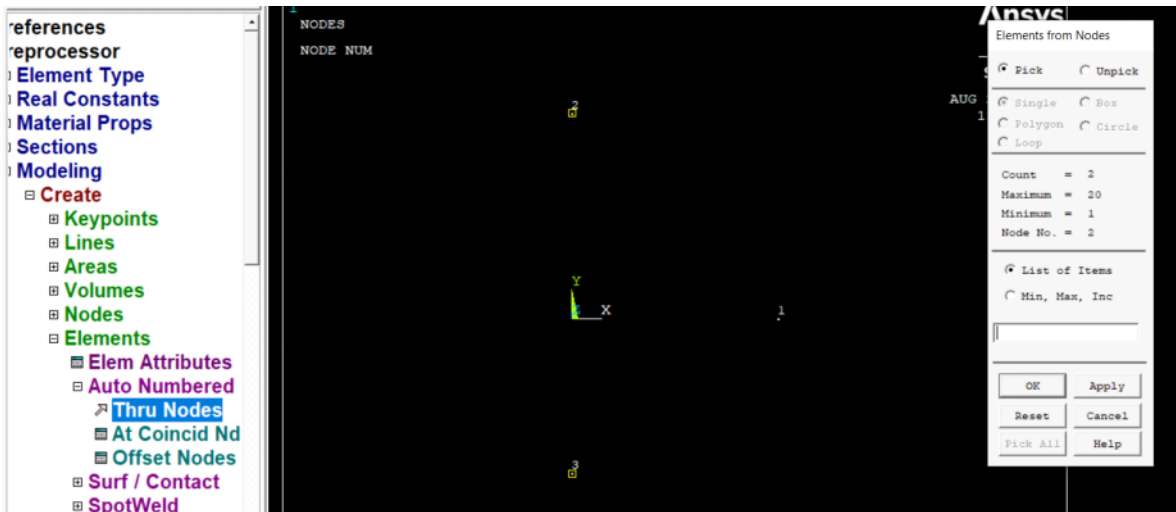 references
reprocessor
Element Type
Real Constants
Material Props
Sections
Modeling
Create
Keypoints
Lines
Areas
Volumes
Nodes
Elements
Elem Attributes
Auto Numbered
Thru Nodes
At Coincid Nd
Offset Nodes
Surf / Contact
SpotWeld
1
NODES
NODE NUM
2
Y
Z X
1
3
Ansys
S
AUG
1
Elements from Nodes
Pick Unpick
Single Box
Polygon Circle
Loop
Count = 2
Maximum = 20
Minimum = 1
Node No. = 2
List of Items
Min, Max, Inc
OK Apply
Reset Cancel
Pick All Help